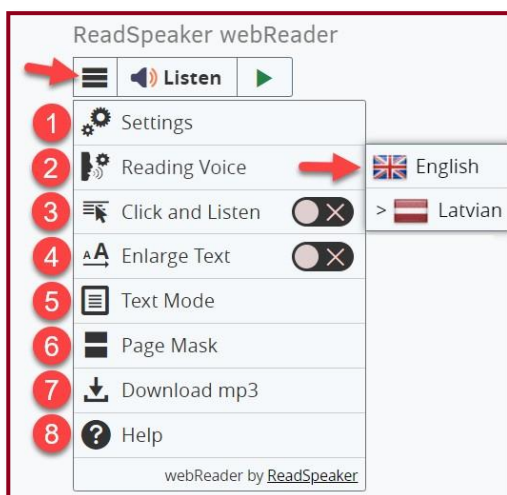 ReadSpeaker webReader
Listen
1 Settings
2 Reading Voice
English
3 Click and Listen
> Latvian
4 Enlarge Text
5 Text Mode
6 Page Mask
7 Download mp3
8 Help
webReader by ReadSpeaker